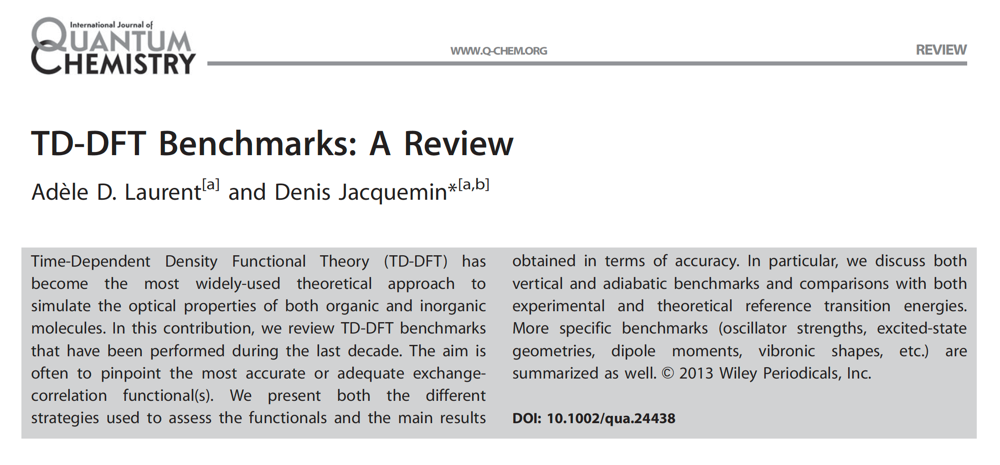 International Journal of
QUANTUM
CHEMISTRY
WWW.Q-CHEM.ORG
REVIEW
TD-DFT Benchmarks: A Review
Adèle D. Laurent[a] and Denis Jacquemin*[a,b]
Time-Dependent Density Functional Theory (TD-DFT) has
become the most widely-used theoretical approach to
simulate the optical properties of both organic and inorganic
molecules. In this contribution, we review TD-DFT benchmarks
that have been performed during the last decade. The aim is
often to pinpoint the most accurate or adequate exchange-
correlation functional(s). We present both the different
strategies used to assess the functionals and the main results
obtained in terms of accuracy. In particular, we discuss both
vertical and adiabatic benchmarks and comparisons with both
experimental and theoretical reference transition energies.
More specific benchmarks (oscillator strengths, excited-state
geometries, dipole moments, vibronic shapes, etc.) are
summarized as well. © 2013 Wiley Periodicals, Inc.
DOI: 10.1002/qua.24438